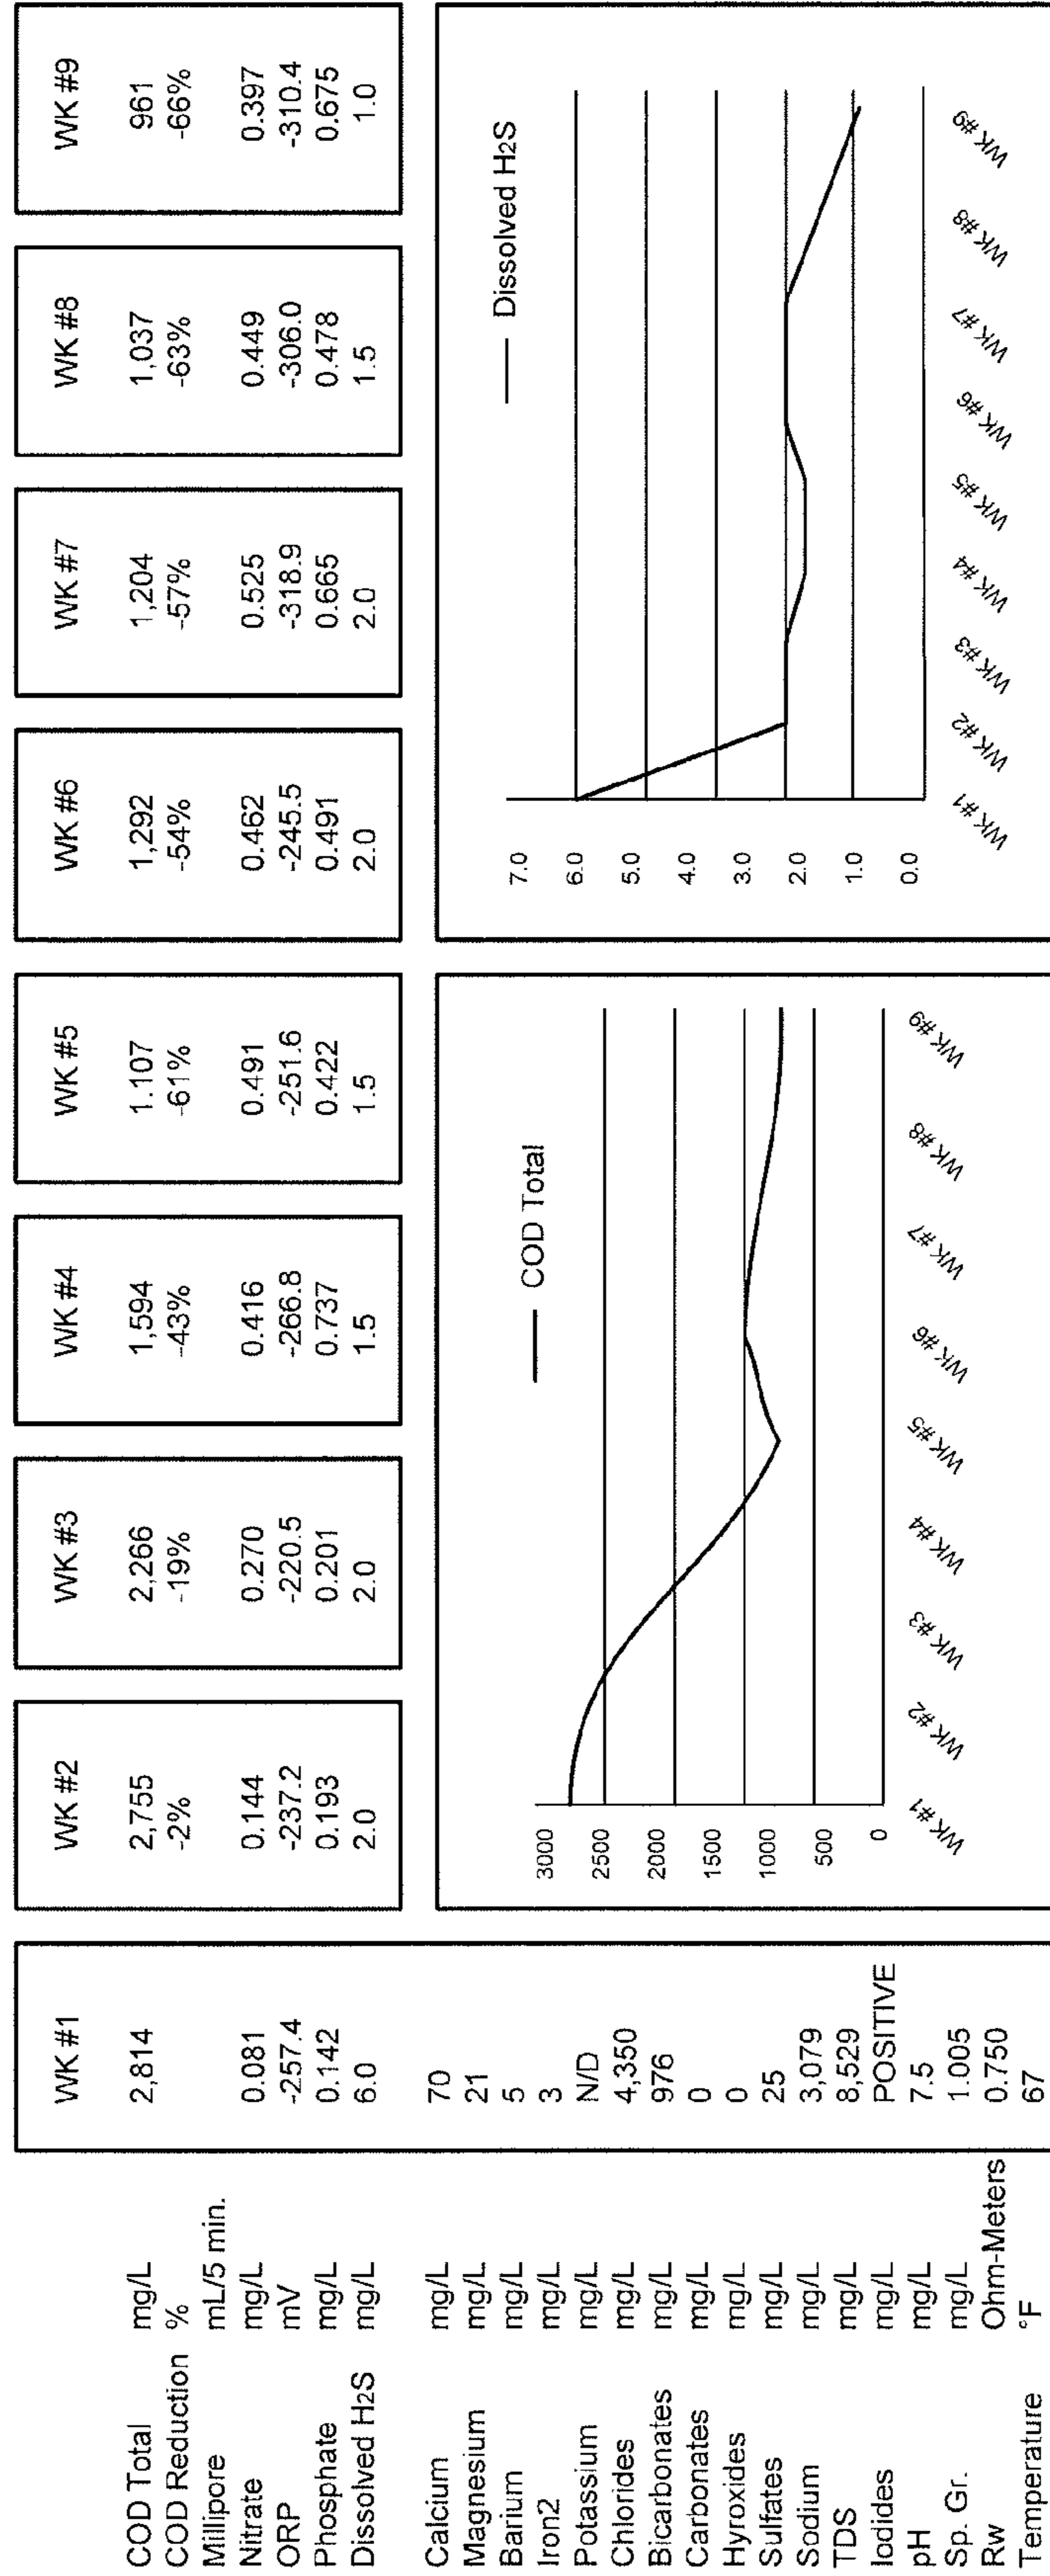 WK #1 WK #2 WK #3 WK #4 WK #5 WK #6 WK #7 WK #8 WK #9
COD Total mg/L 2,814 2,755 2,266 1,594 1.107 1,292 1,204 1,037 961
COD Reduction % -2% -19% -43% -61% -54% -57% -63% -66%
Millipore mL/5 min.
Nitrate mg/L 0.081 0.144 0.270 0.416 0.491 0.462 0.525 0.449 0.397
ORP mV -257.4 -237.2 -220.5 -266.8 -251.6 -245.5 -318.9 -306.0 -310.4
Phosphate mg/L 0.142 0.193 0.201 0.737 0.422 0.491 0.665 0.478 0.675
Dissolved H2S mg/L 6.0 2.0 2.0 1.5 1.5 2.0 2.0 1.5 1.0
Calcium mg/L 70
Magnesium mg/L 21
Barium mg/L 5
Iron2 mg/L 3
Potassium mg/L N/D
Chlorides mg/L 4,350
Bicarbonates mg/L 976
Carbonates mg/L 0
Hyroxides mg/L 0
Sulfates mg/L 25
Sodium mg/L 3,079
TDS mg/L 8,529
Iodides mg/L POSITIVE
pH mg/L 7.5
Sp. Gr. mg/L 1.005
Rw Ohm-Meters 0.750
Temperature °F 67
COD Total
3000
2500
2000
1500
1000
500
0
WK #1 WK #2 WK #3 WK #4 WK #5 WK #6 WK #7 WK #8 WK #9
Dissolved H2S
7.0
6.0
5.0
4.0
3.0
2.0
1.0
0.0
WK #1 WK #2 WK #3 WK #4 WK #5 WK #6 WK #7 WK #8 WK #9